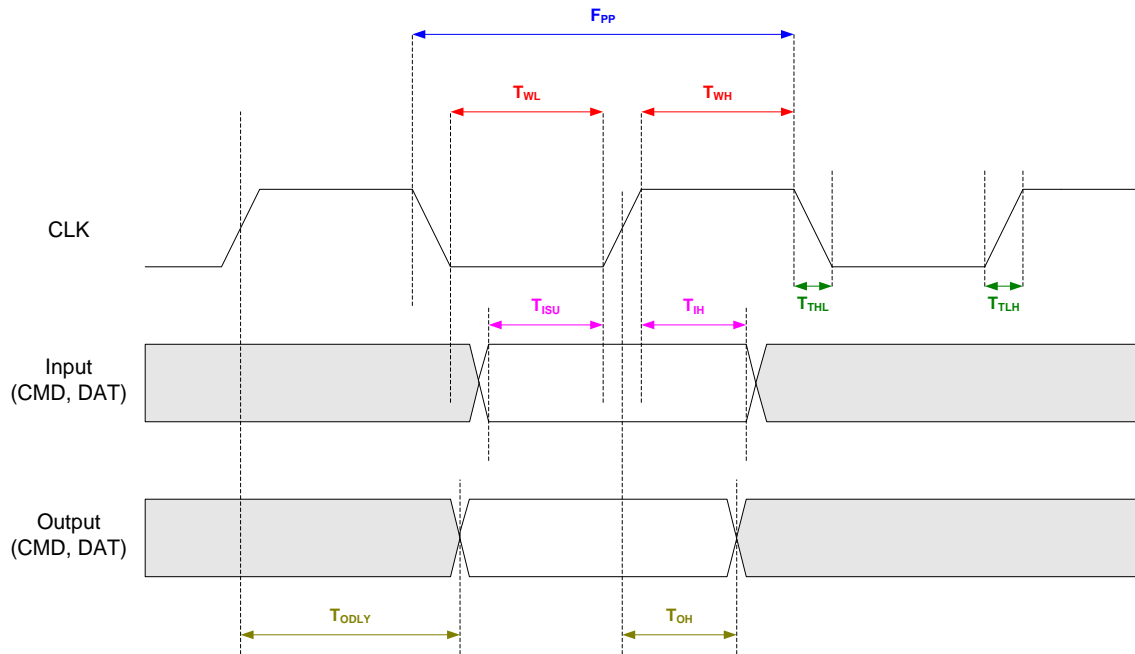 FPP
TWL
TWH
CLK
TTHL
TTLH
TISU
TIH
Input
(CMD, DAT)
Output
(CMD, DAT)
TODLY
TOH